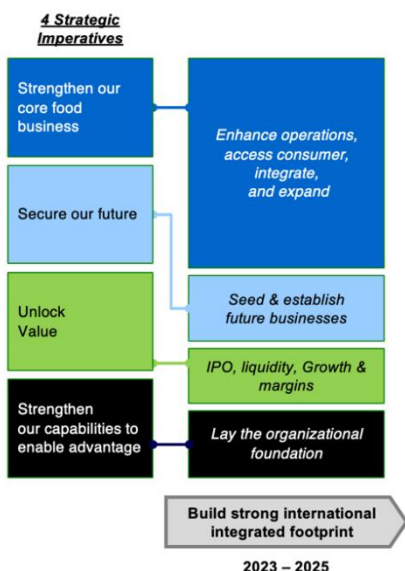 4 Strategic
Imperatives
Strengthen our
core food
business
Enhance operations,
access consumer,
integrate,
and expand
Secure our future
Seed & establish
future businesses
Unlock
Value
IPO, liquidity, Growth &
margins
Strengthen
our capabilities to
enable advantage
Lay the organizational
foundation
Build strong international
integrated footprint
2023 – 2025